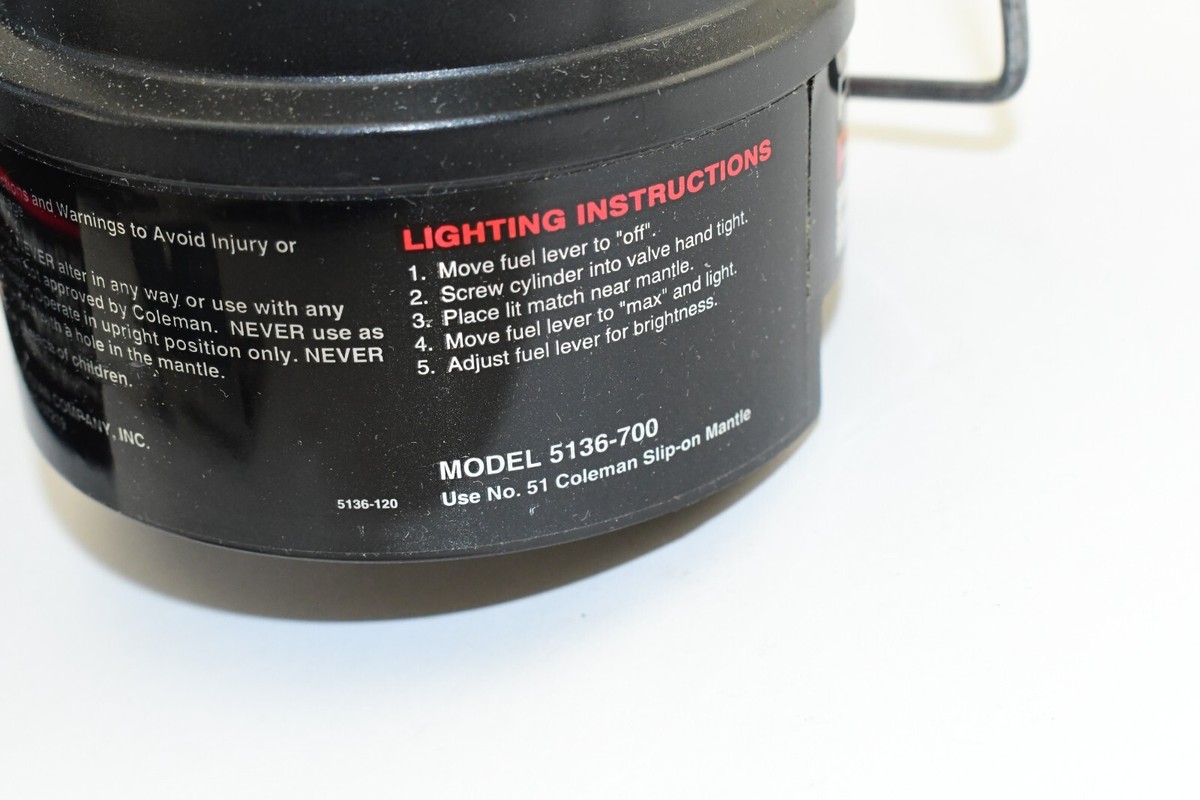 and Warnings to Avoid Injury or
alter in any way or use with any
approved by Coleman. NEVER use as
in upright position only. NEVER
a hole in the mantle.
of children.
COMPANY, INC.
5136-120
LIGHTING INSTRUCTIONS
1. Move fuel lever to "off".
2. Screw cylinder into valve hand tight.
3. Place lit match near mantle.
4. Move fuel lever to "max" and light.
5. Adjust fuel lever for brightness.
MODEL 5136-700
Use No. 51 Coleman Slip-on Mantle